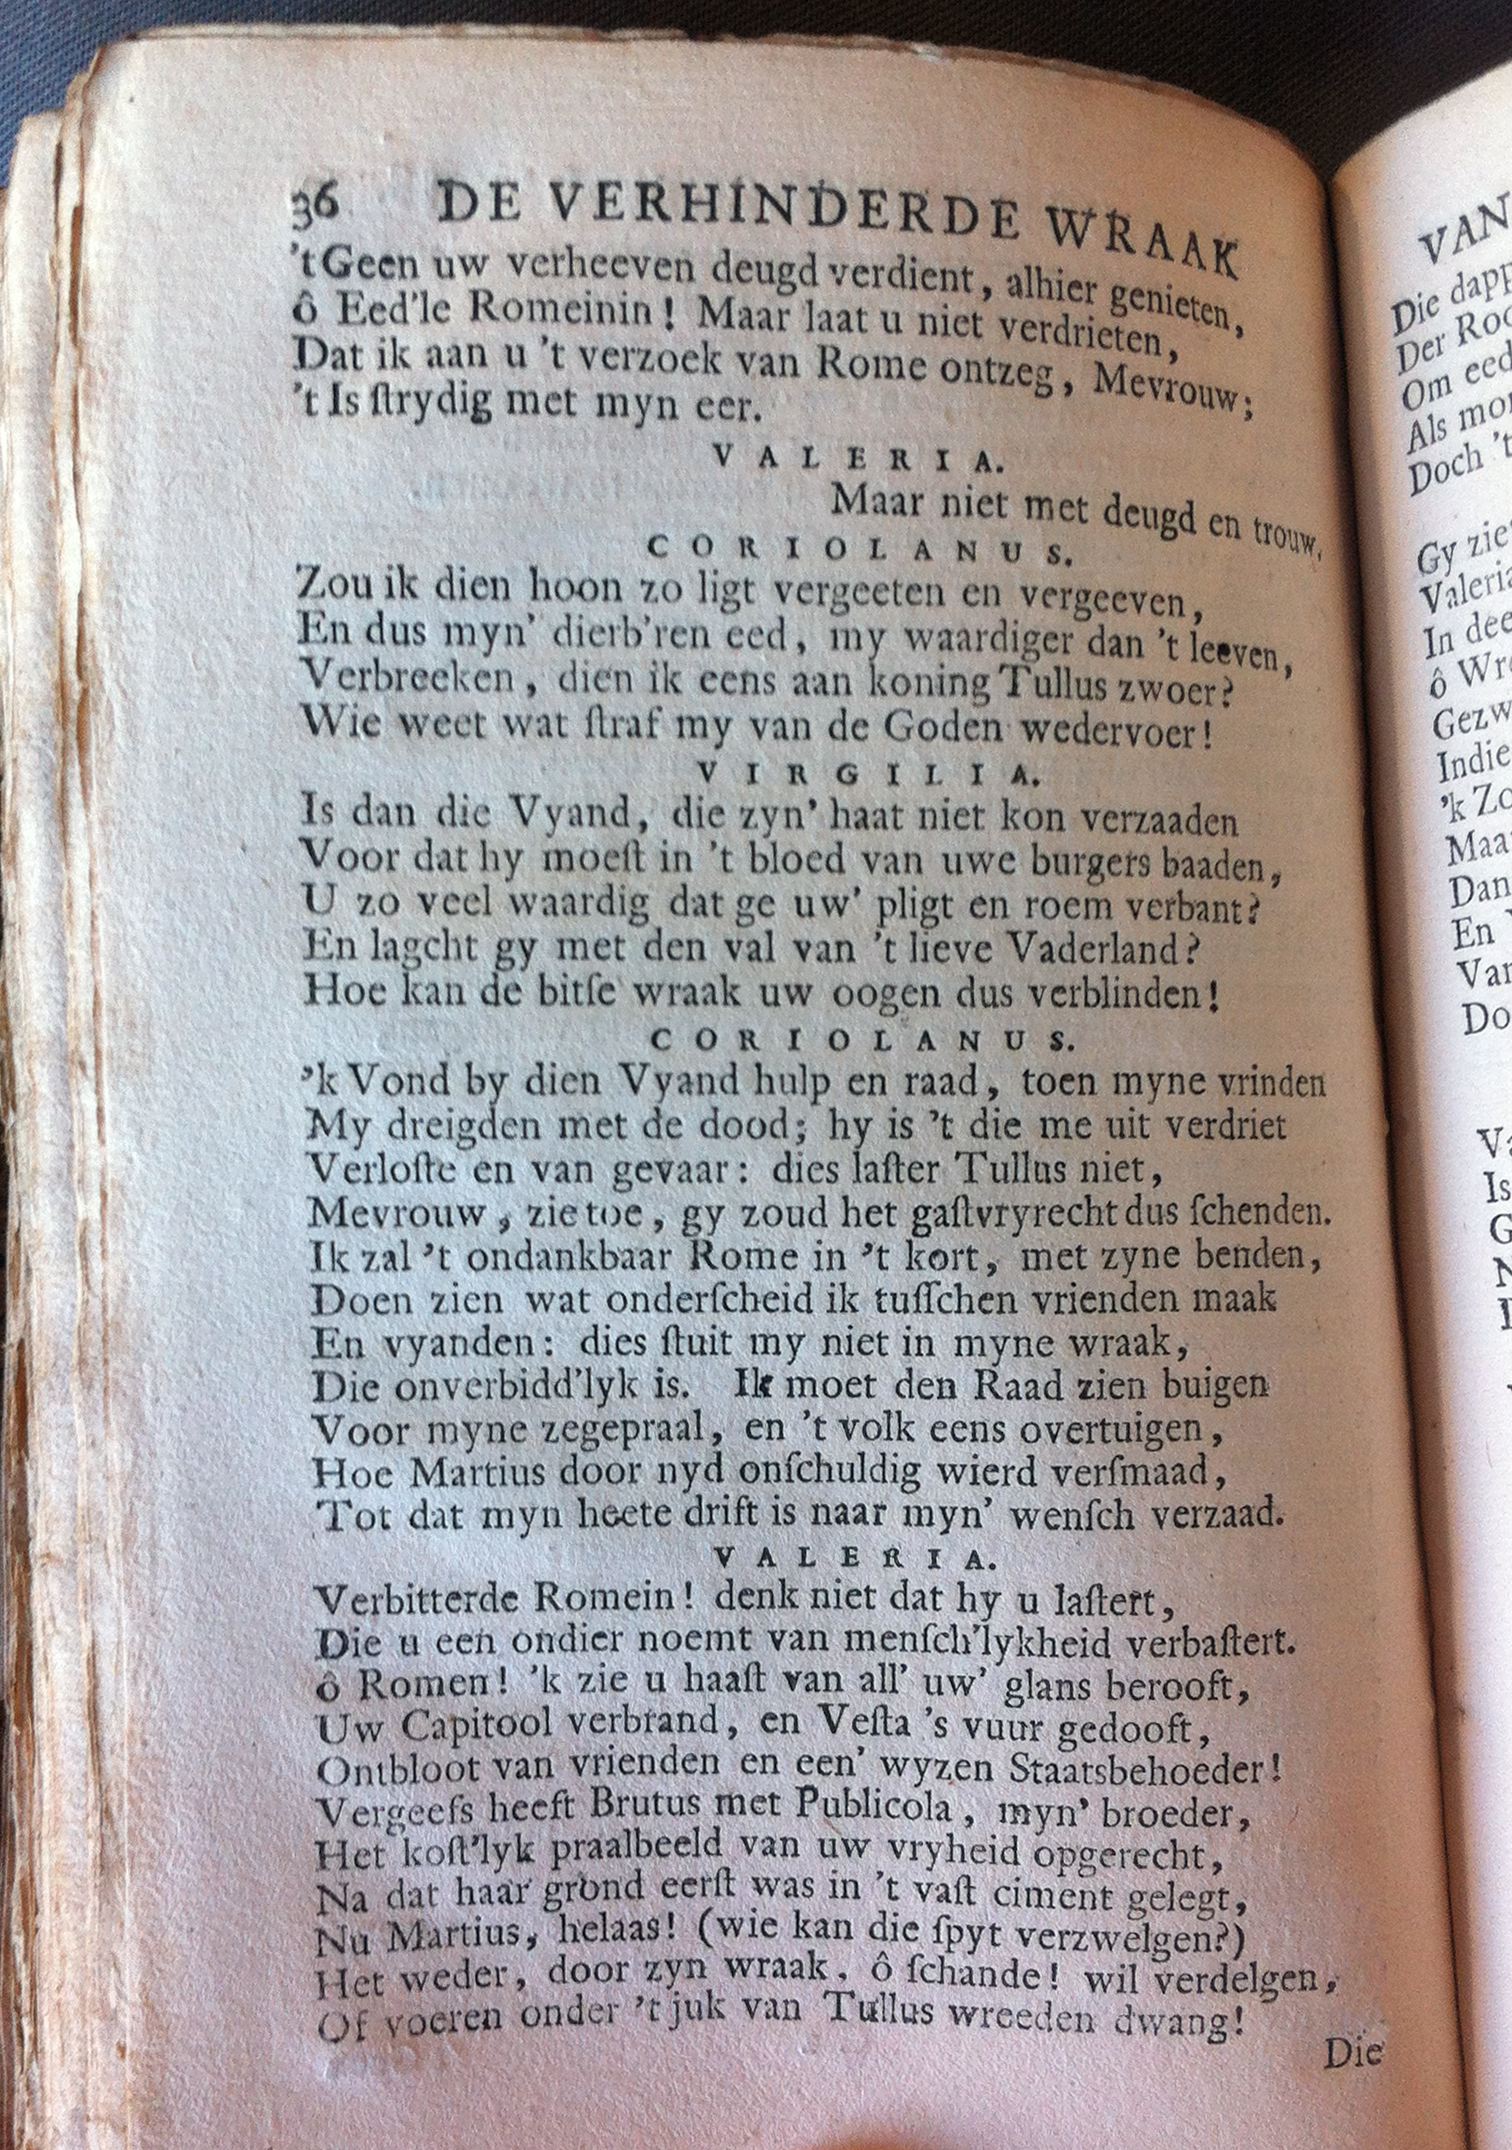 36 DE VERHINDERDE WRAAK
't Geen uw verheeven deugd verdient, alhier genieten,
ô Eed'le Romeinin! Maar laat u niet verdrieten,
Dat ik aan u 't verzoek van Rome ontzeg, Mevrouw;
't Is ſtrydig met myn eer.
VALERIA.
Maar niet met deugd en trouw.
CORIOLANUS.
Zou ik dien hoon zo ligt vergeeten en vergeeven,
En dus myn' dierb'ren eed, my waardiger dan 't leeven,
Verbreeken, dien ik eens aan koning Tullus zwoer?
Wie weet wat ſtraf my van de Goden wedervoer!
VIRGILIA.
Is dan die Vyand, die zyn' haat niet kon verzaaden
Voor dat hy moeſt in 't bloed van uwe burgers baaden,
U zo veel waardig dat ge uw' pligt en roem verbant?
En lagcht gy met den val van 't lieve Vaderland?
Hoe kan de bitſe wraak uw oogen dus verblinden!
CORIOLANUS.
'k Vond by dien Vyand hulp en raad, toen myne vrinden
My dreigden met de dood; hy is 't die me uit verdriet
Verloſte en van gevaar: dies laſter Tullus niet,
Mevrouw, zie toe, gy zoud het gaſtvryrecht dus ſchenden.
Ik zal 't ondankbaar Rome in 't kort, met zyne benden,
Doen zien wat onderſcheid ik tuſſchen vrienden maak
En vyanden: dies ſtuit my niet in myne wraak,
Die onverbidd'lyk is. Ik moet den Raad zien buigen
Voor myne zegepraal, en 't volk eens overtuigen,
Hoe Martius door nyd onſchuldig wierd verſmaad,
Tot dat myn heete drift is naar myn' wenſch verzaad.
VALERIA.
Verbitterde Romein! denk niet dat hy u laſtert,
Die u een ondier noemt van menſch'lykheid verbaſtert.
ô Romen! 'k zie u haaſt van all' uw' glans berooft,
Uw Capitool verbrand, en Veſta 's vuur gedooft,
Ontbloot van vrienden en een' wyzen Staatsbehoeder!
Vergeefs heeft Brutus met Publicola, myn' broeder,
Het koſt'lyk praalbeeld van uw vryheid opgerecht,
Na dat haar grond eerſt was in 't vaſt ciment gelegt,
Nu Martius, helaas! (wie kan die ſpyt verzwelgen?)
Het weder, door zyn wraak, ô ſchande! wil verdelgen,
Of voeren onder 't juk van Tullus wreeden dwang!
Die
VAN
Die
Der
Om
Als
Doch 't
Gy
In
ô
'k
Dan
En
Is